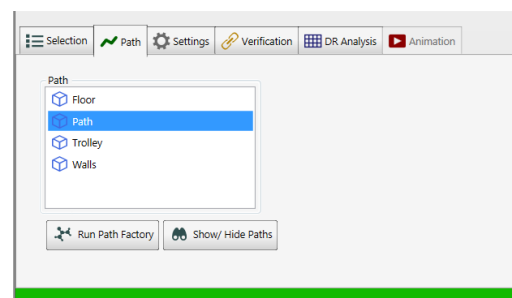 Selection Path Settings Verification DR Analysis Animation
Path
Floor
Path
Trolley
Walls
Run Path Factory Show/ Hide Paths